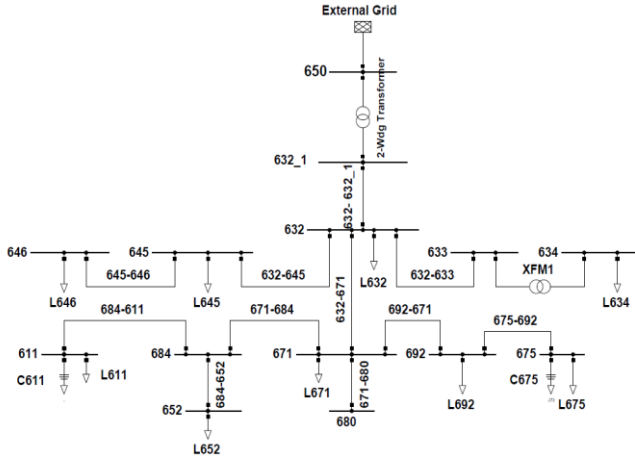 External Grid
650
2-Wdg Transformer
632_1
632- 632_1
646
645
632
633
634
XFM1
645-646
632-645
L632
632-633
L646
L645
632-671
L634
684-611
671-684
692-671
675-692
611
684
671
692
675
C611
L611
684-652
L671
671-680
L692
C675
L675
652
680
L652